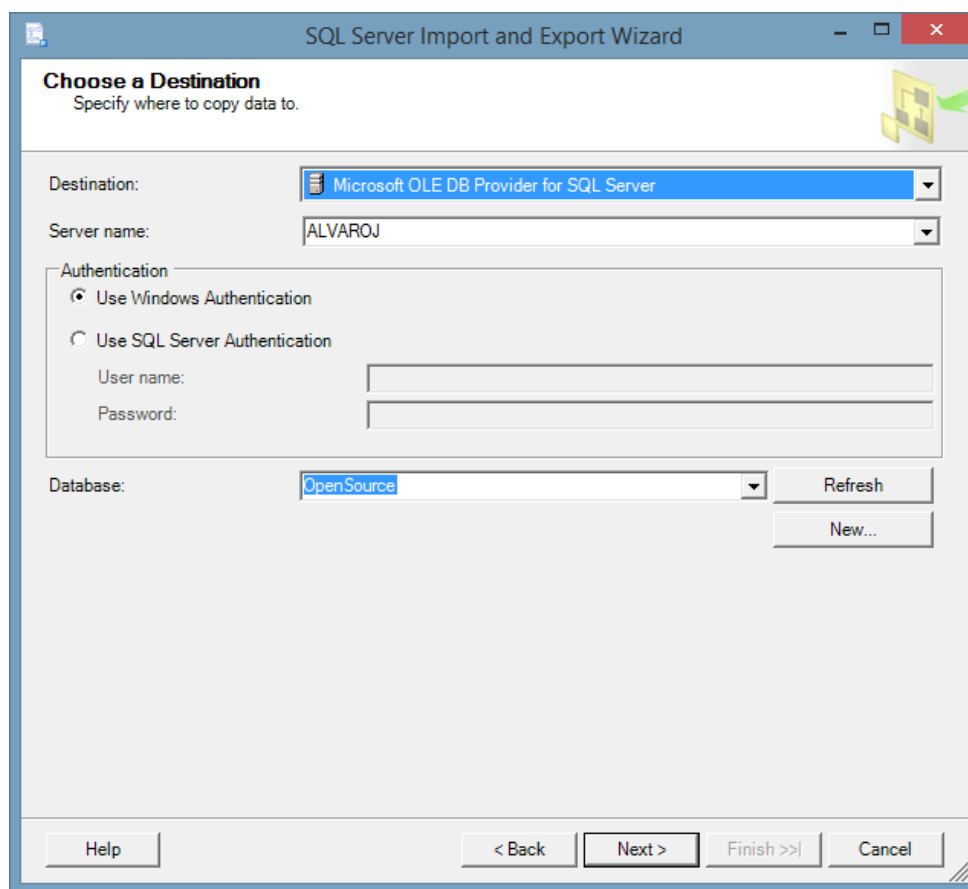 SQL Server Import and Export Wizard
Choose a Destination
Specify where to copy data to.
Destination:
Microsoft OLE DB Provider for SQL Server
Server name:
ALVAROJ
Authentication
Use Windows Authentication
Use SQL Server Authentication
User name:
Password:
Database:
OpenSource
Refresh
New...
Help
< Back
Next >
Finish >>|
Cancel